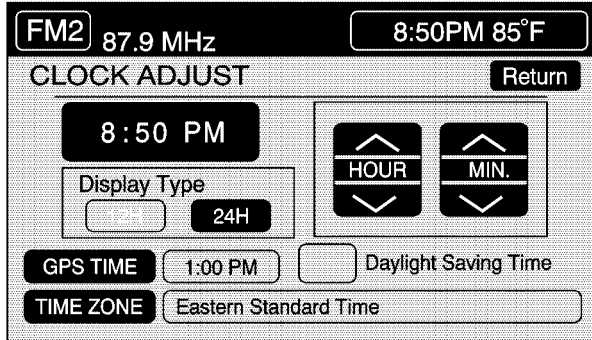 FM2 87.9 MHz 8:50PM 85°F
CLOCK ADJUST Return
8:50 PM
HOUR MIN.
Display Type
12H 24H
GPS TIME 1:00 PM Daylight Saving Time
TIME ZONE Eastern Standard Time